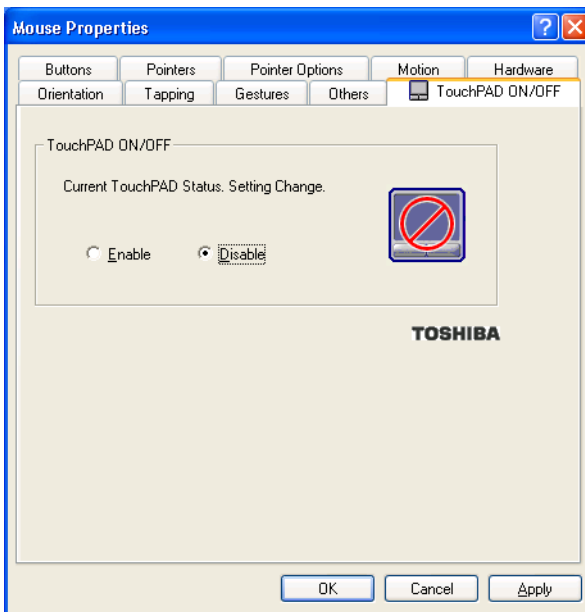 Mouse Properties
Buttons Pointers Pointer Options Motion Hardware
Orientation Tapping Gestures Others TouchPAD ON/OFF
TouchPAD ON/OFF
Current TouchPAD Status. Setting Change.
Enable Disable
TOSHIBA
OK Cancel Apply